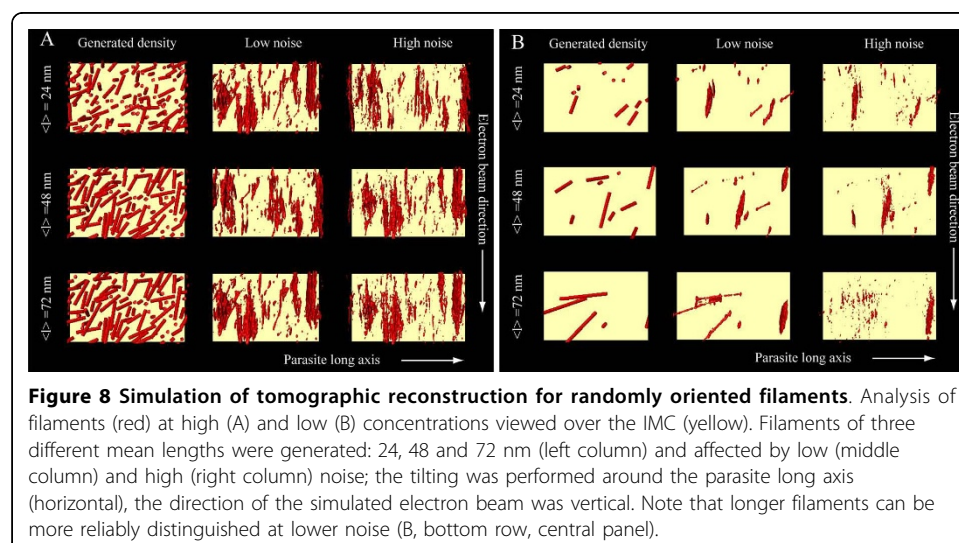 A
Generated density Low noise High noise
<l> = 24 nm
<l> =48 nm
<l> =72 nm
Electron beam direction
Parasite long axis
B
Generated density Low noise High noise
<l> = 24 nm
<l> =48 nm
<l> =72 nm
Electron beam direction
Parasite long axis
Figure 8 Simulation of tomographic reconstruction for randomly oriented filaments. Analysis of
filaments (red) at high (A) and low (B) concentrations viewed over the IMC (yellow). Filaments of three
different mean lengths were generated: 24, 48 and 72 nm (left column) and affected by low (middle
column) and high (right column) noise; the tilting was performed around the parasite long axis
(horizontal), the direction of the simulated electron beam was vertical. Note that longer filaments can be
more reliably distinguished at lower noise (B, bottom row, central panel).